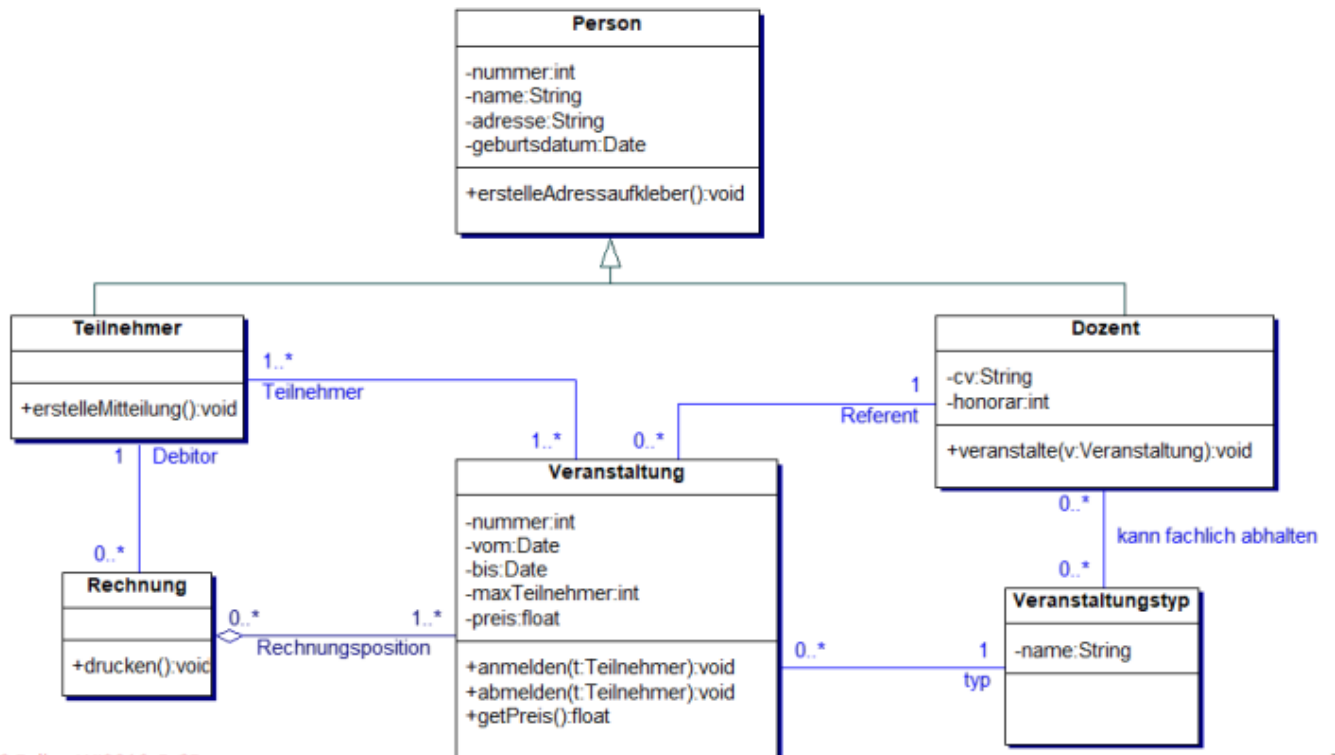 Person
-nummer:int
-name:String
-adresse:String
-geburtsdatum:Date
+erstelleAdressaufkleber():void
Teilnehmer
+erstelleMitteilung():void
1..*
Teilnehmer
1..*
Dozent
-cv:String
-honorar:int
+veranstalte(v:Veranstaltung):void
1
Referent
0..*
1
Debitor
0..*
Rechnung
+drucken():void
0..*
1..*
Rechnungsposition
Veranstaltung
-nummer:int
-vom:Date
-bis:Date
-maxTeilnehmer:int
-preis:float
+anmelden(t:Teilnehmer):void
+abmelden(t:Teilnehmer):void
+getPreis():float
0..*
kann fachlich abhalten
0..*
Veranstaltungstyp
-name:String
0..*
1
typ